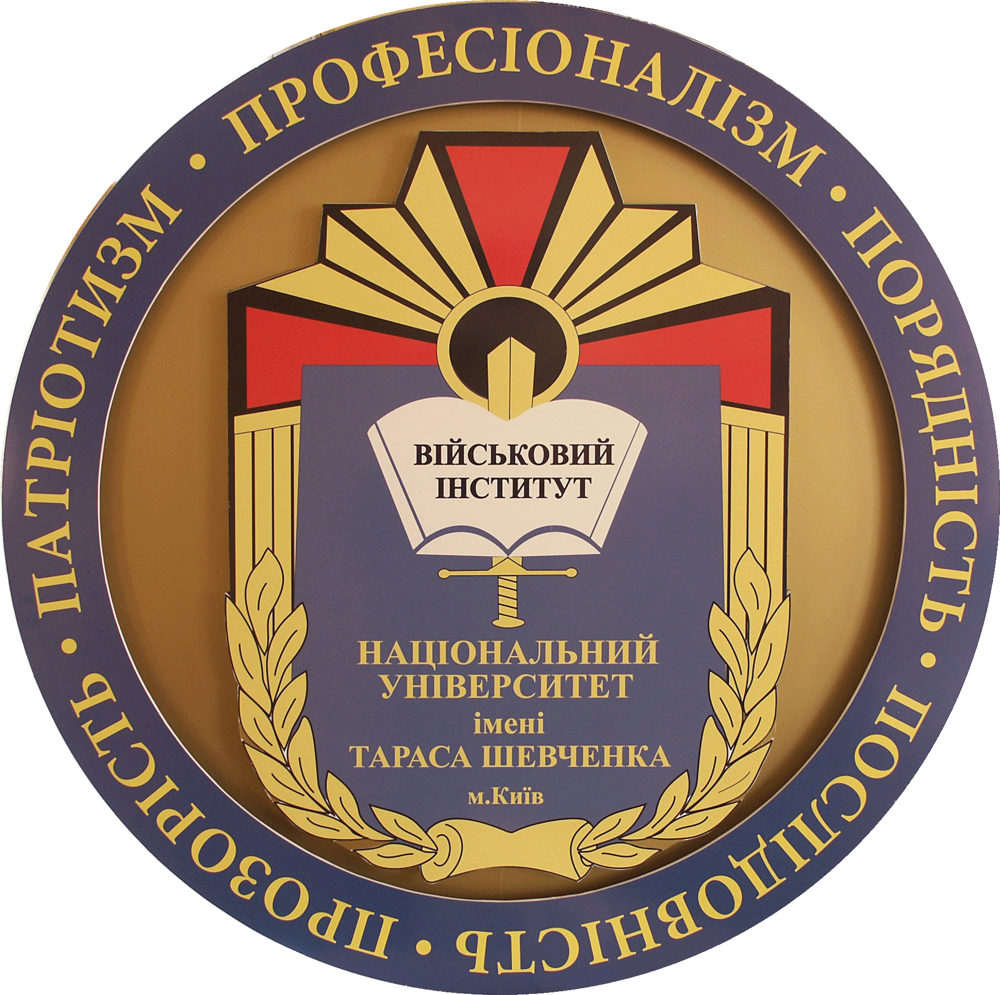 ПАТРІОТИЗМ • ПРОФЕСІОНАЛІЗМ • ПОРЯДНІСТЬ • ПОСЛІДОВНІСТЬ • ПРОЗОРІСТЬ •
ВІЙСЬКОВИЙ
ІНСТИТУТ
НАЦІОНАЛЬНИЙ
УНІВЕРСИТЕТ
імені
ТАРАСА ШЕВЧЕНКА
м.Київ